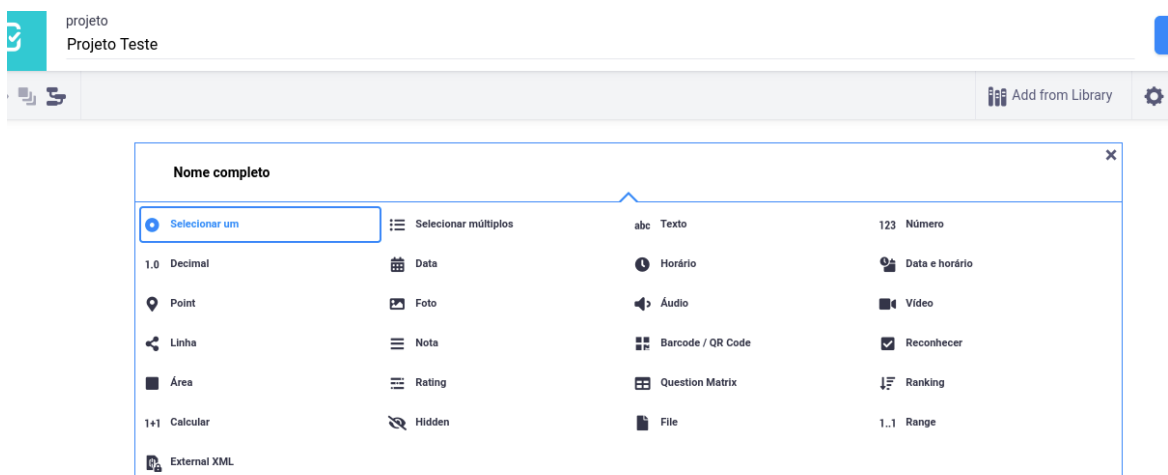 projeto
Projeto Teste
Add from Library
Nome completo
Selecionar um
Selecionar múltiplos
abc Texto
123 Número
1.0 Decimal
Data
Horário
Data e horário
Point
Foto
Áudio
Vídeo
Linha
Nota
Barcode / QR Code
Reconhecer
Área
Rating
Question Matrix
Ranking
1+1 Calcular
Hidden
File
1..1 Range
External XML